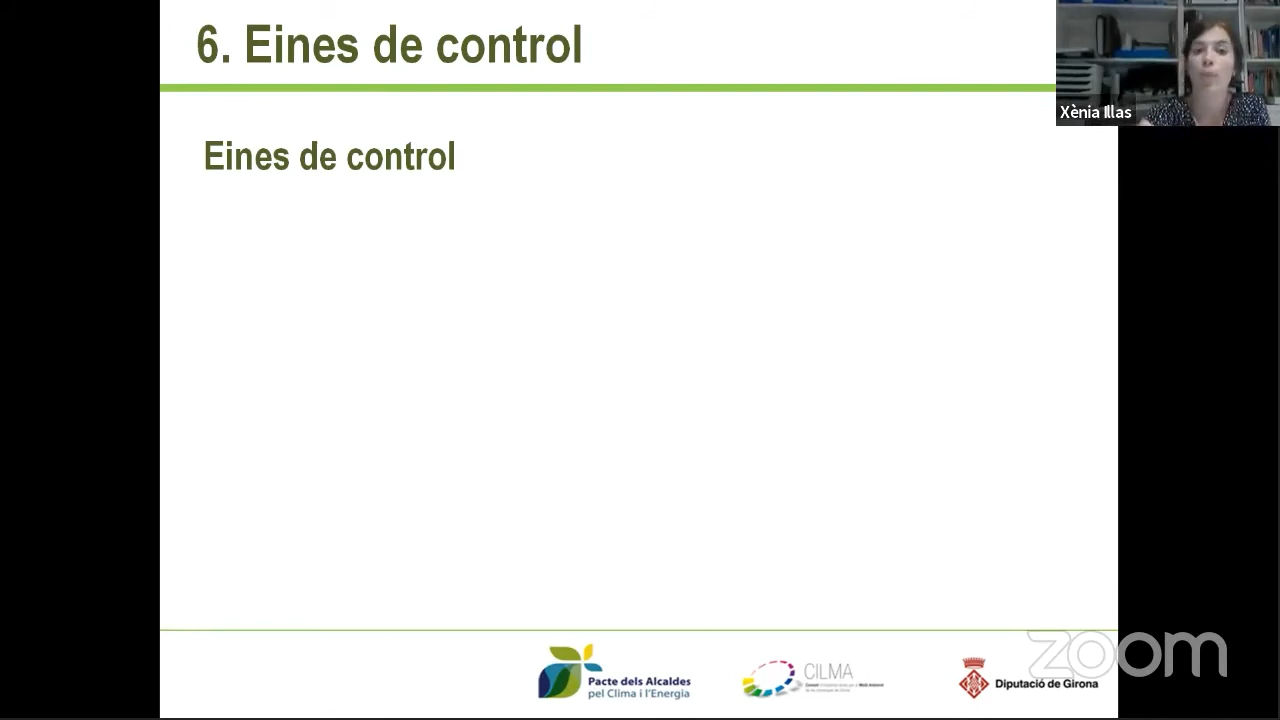 6. Eines de control
Xènia Illas
Eines de control
Pacte dels Alcaldes
pel Clima i l'Energia
CILMA
Diputació de Girona
zoom